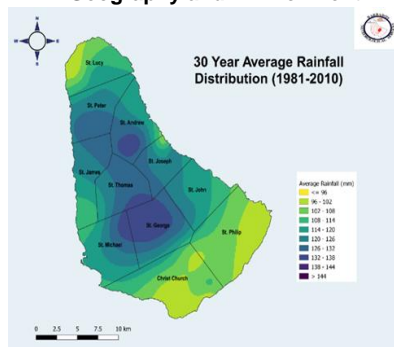 30 Year Average Rainfall
Distribution (1981-2010)
St. Lucy
St. Peter
St. Andrew
St. Joseph
St. James
St. Thomas
St. John
St. George
St. Philip
St. Michael
Christ Church
Average Rainfall (mm)
<= 96
96 - 102
102 - 108
108 - 114
114 - 120
120 - 126
126 - 132
132 - 138
138 - 144
> 144
0 2.5 5 7.5 10 km